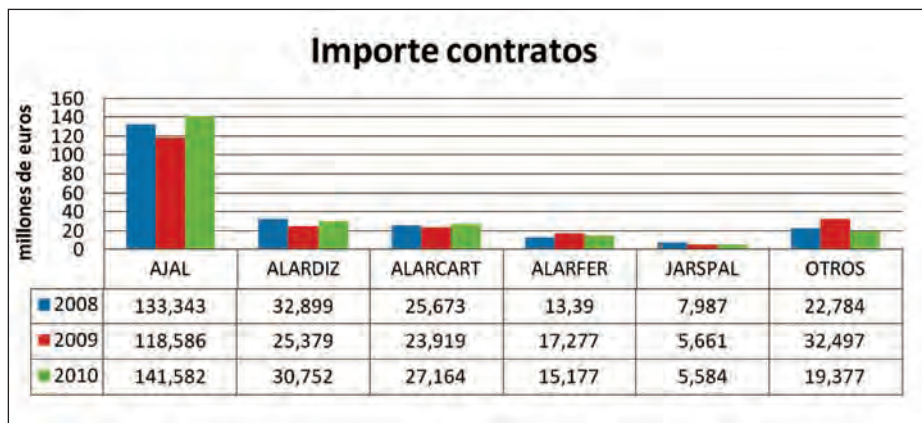 Importe contratos
millones de euros
160
140
120
100
80
60
40
20
0
AJAL ALARDIZ ALARCART ALARFER JARSPAL OTROS
2008 133,343 32,899 25,673 13,39 7,987 22,784
2009 118,586 25,379 23,919 17,277 5,661 32,497
2010 141,582 30,752 27,164 15,177 5,584 19,377